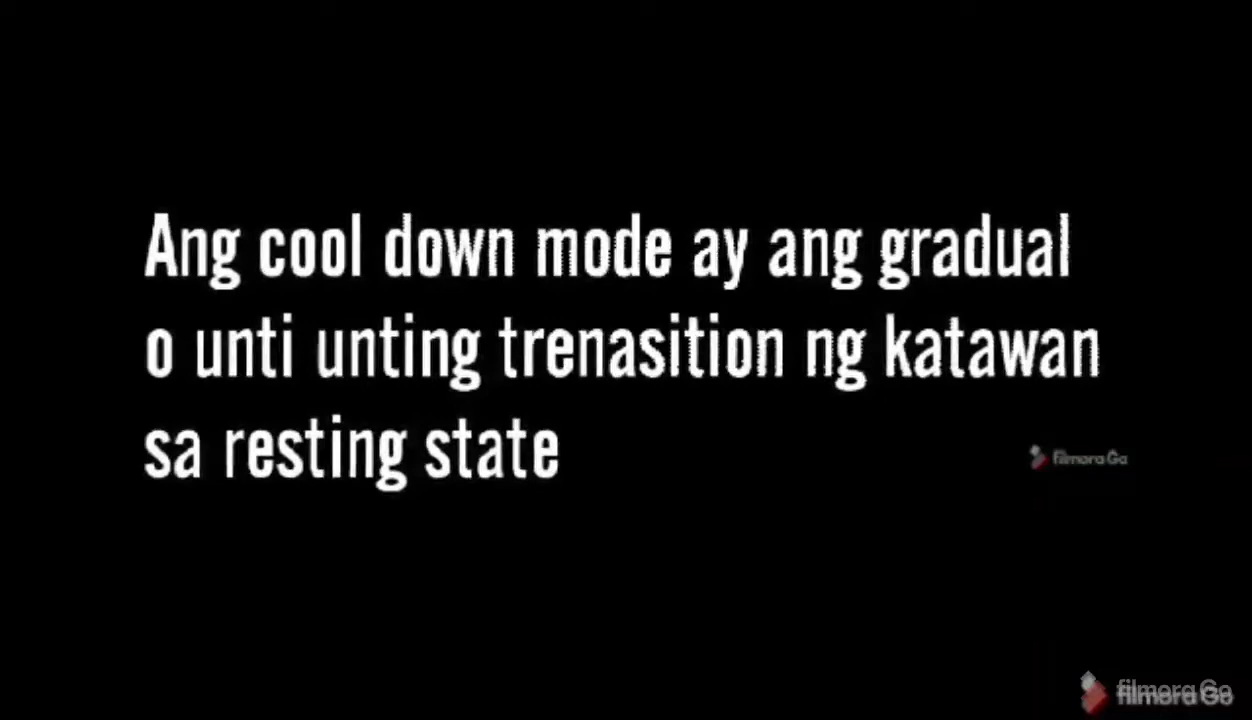 Ang cool down mode ay ang gradual
o unti unting trenasition ng katawan
sa resting state
filmora Go
filmora Go